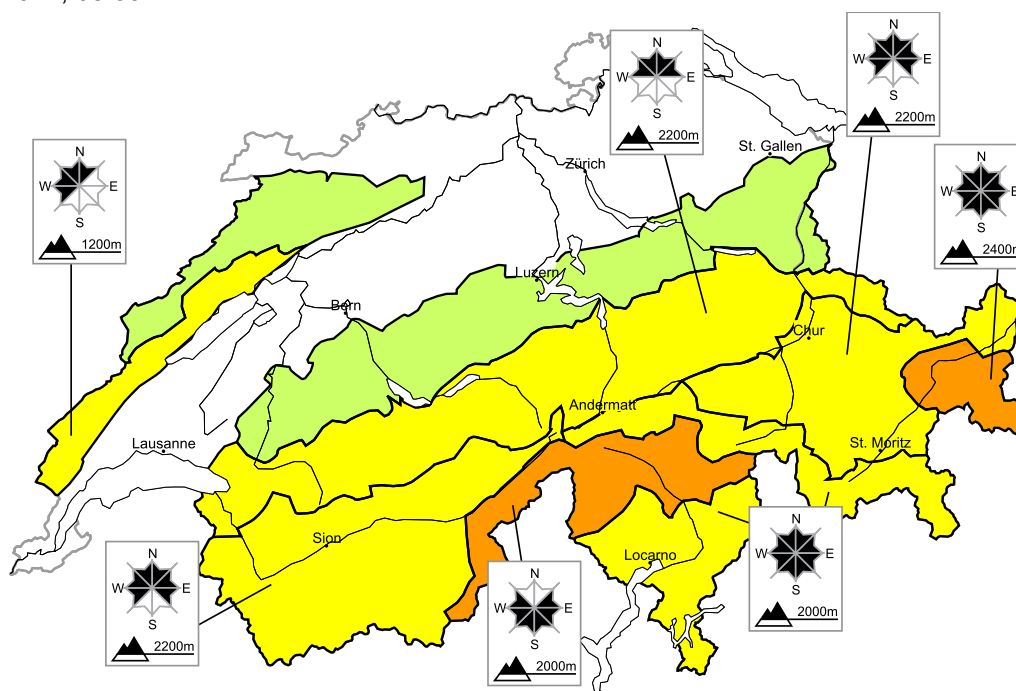 N
W E
S
2200m
N
W E
S
2200m
N
W E
S
1200m
N
W E
S
2400m
St. Gallen
Zürich
Luzern
Bern
Chur
Andermatt
Lausanne
St. Moritz
Sion
Locarno
N
W E
S
2200m
N
W E
S
2000m
N
W E
S
2000m